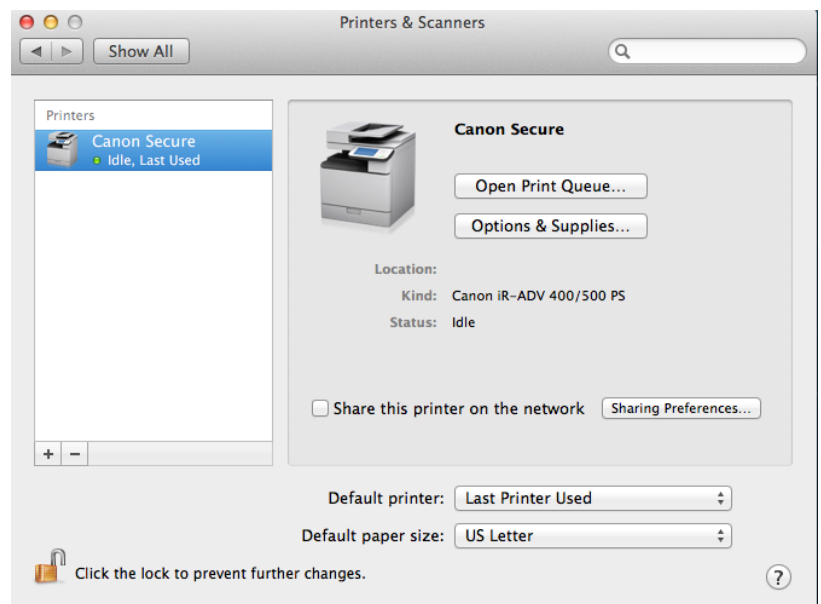 Printers & Scanners
Show All
Printers
Canon Secure
Idle, Last Used
Canon Secure
Open Print Queue...
Options & Supplies...
Location:
Kind: Canon iR-ADV 400/500 PS
Status: Idle
Share this printer on the network Sharing Preferences...
+ −
Default printer: Last Printer Used
Default paper size: US Letter
Click the lock to prevent further changes.
?